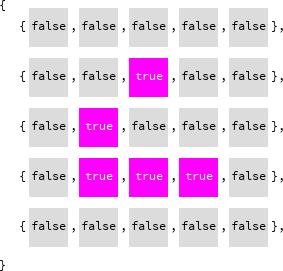 {
{ false , false , false , false , false },
{ false , false , true , false , false },
{ false , true , false , false , false },
{ false , true , true , true , false },
{ false , false , false , false , false },
}